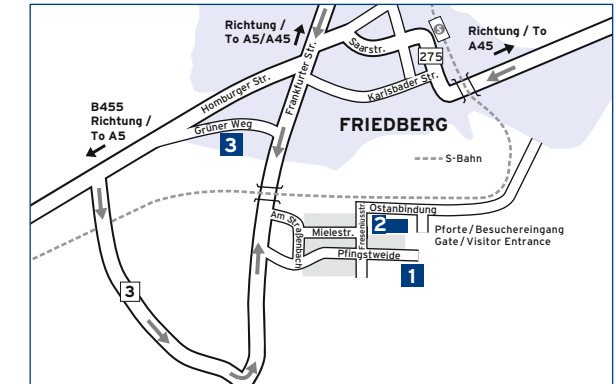 Richtung /
To A5/A45
Richtung / To
A45
S
Saarstr.
275
Frankfurter Str.
Homburger Str.
Karlsbader Str.
B455
Richtung /
To A5
Grüner Weg
3
FRIEDBERG
S-Bahn
Ostanbindung
Am Straßenbach
Freseniusstr.
2
Mielestr.
Pforte/Besuchereingang
Gate/Visitor Entrance
Pfingstweide
1
3